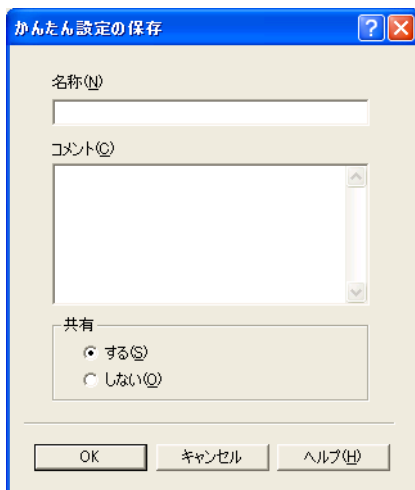 かんたん設定の保存
名称(N)
コメント(C)
共有
する(S)
しない(O)
OK キャンセル ヘルプ(H)